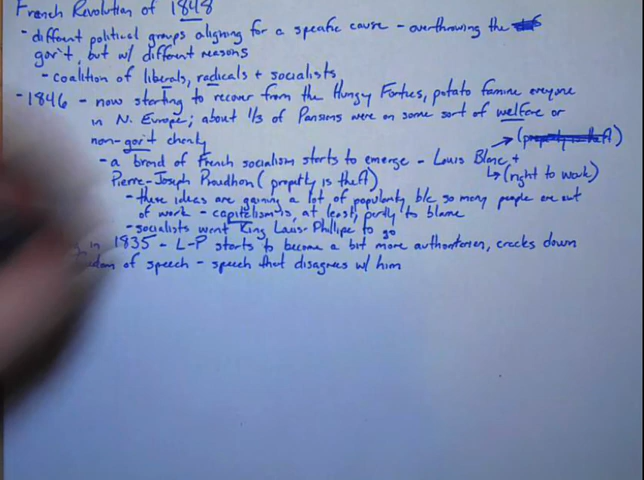 French Revolution of 1848
- different political groups aligning for a specific cause - overthrowing the
gov't, but w/ different reasons
- coalition of liberals, radicals + socialists
- 1846 - now starting to recover from the Hungry Forties, potato famine everyone
in N. Europe; about 1/3 of Parisians were on some sort of welfare or
non-gov't charity
(property is theft)
- a brand of French socialism starts to emerge - Louis Blanc +
(right to work)
Pierre-Joseph Proudhon (property is theft)
- these ideas are gaining a lot of popularity b/c so many people are out
of work - capitalism is, at least, partly to blame
- socialists want King Louis-Phillipe to go
in 1835 - L-P starts to become a bit more authoritarian, cracks down
of speech - speech that disagrees w/ him